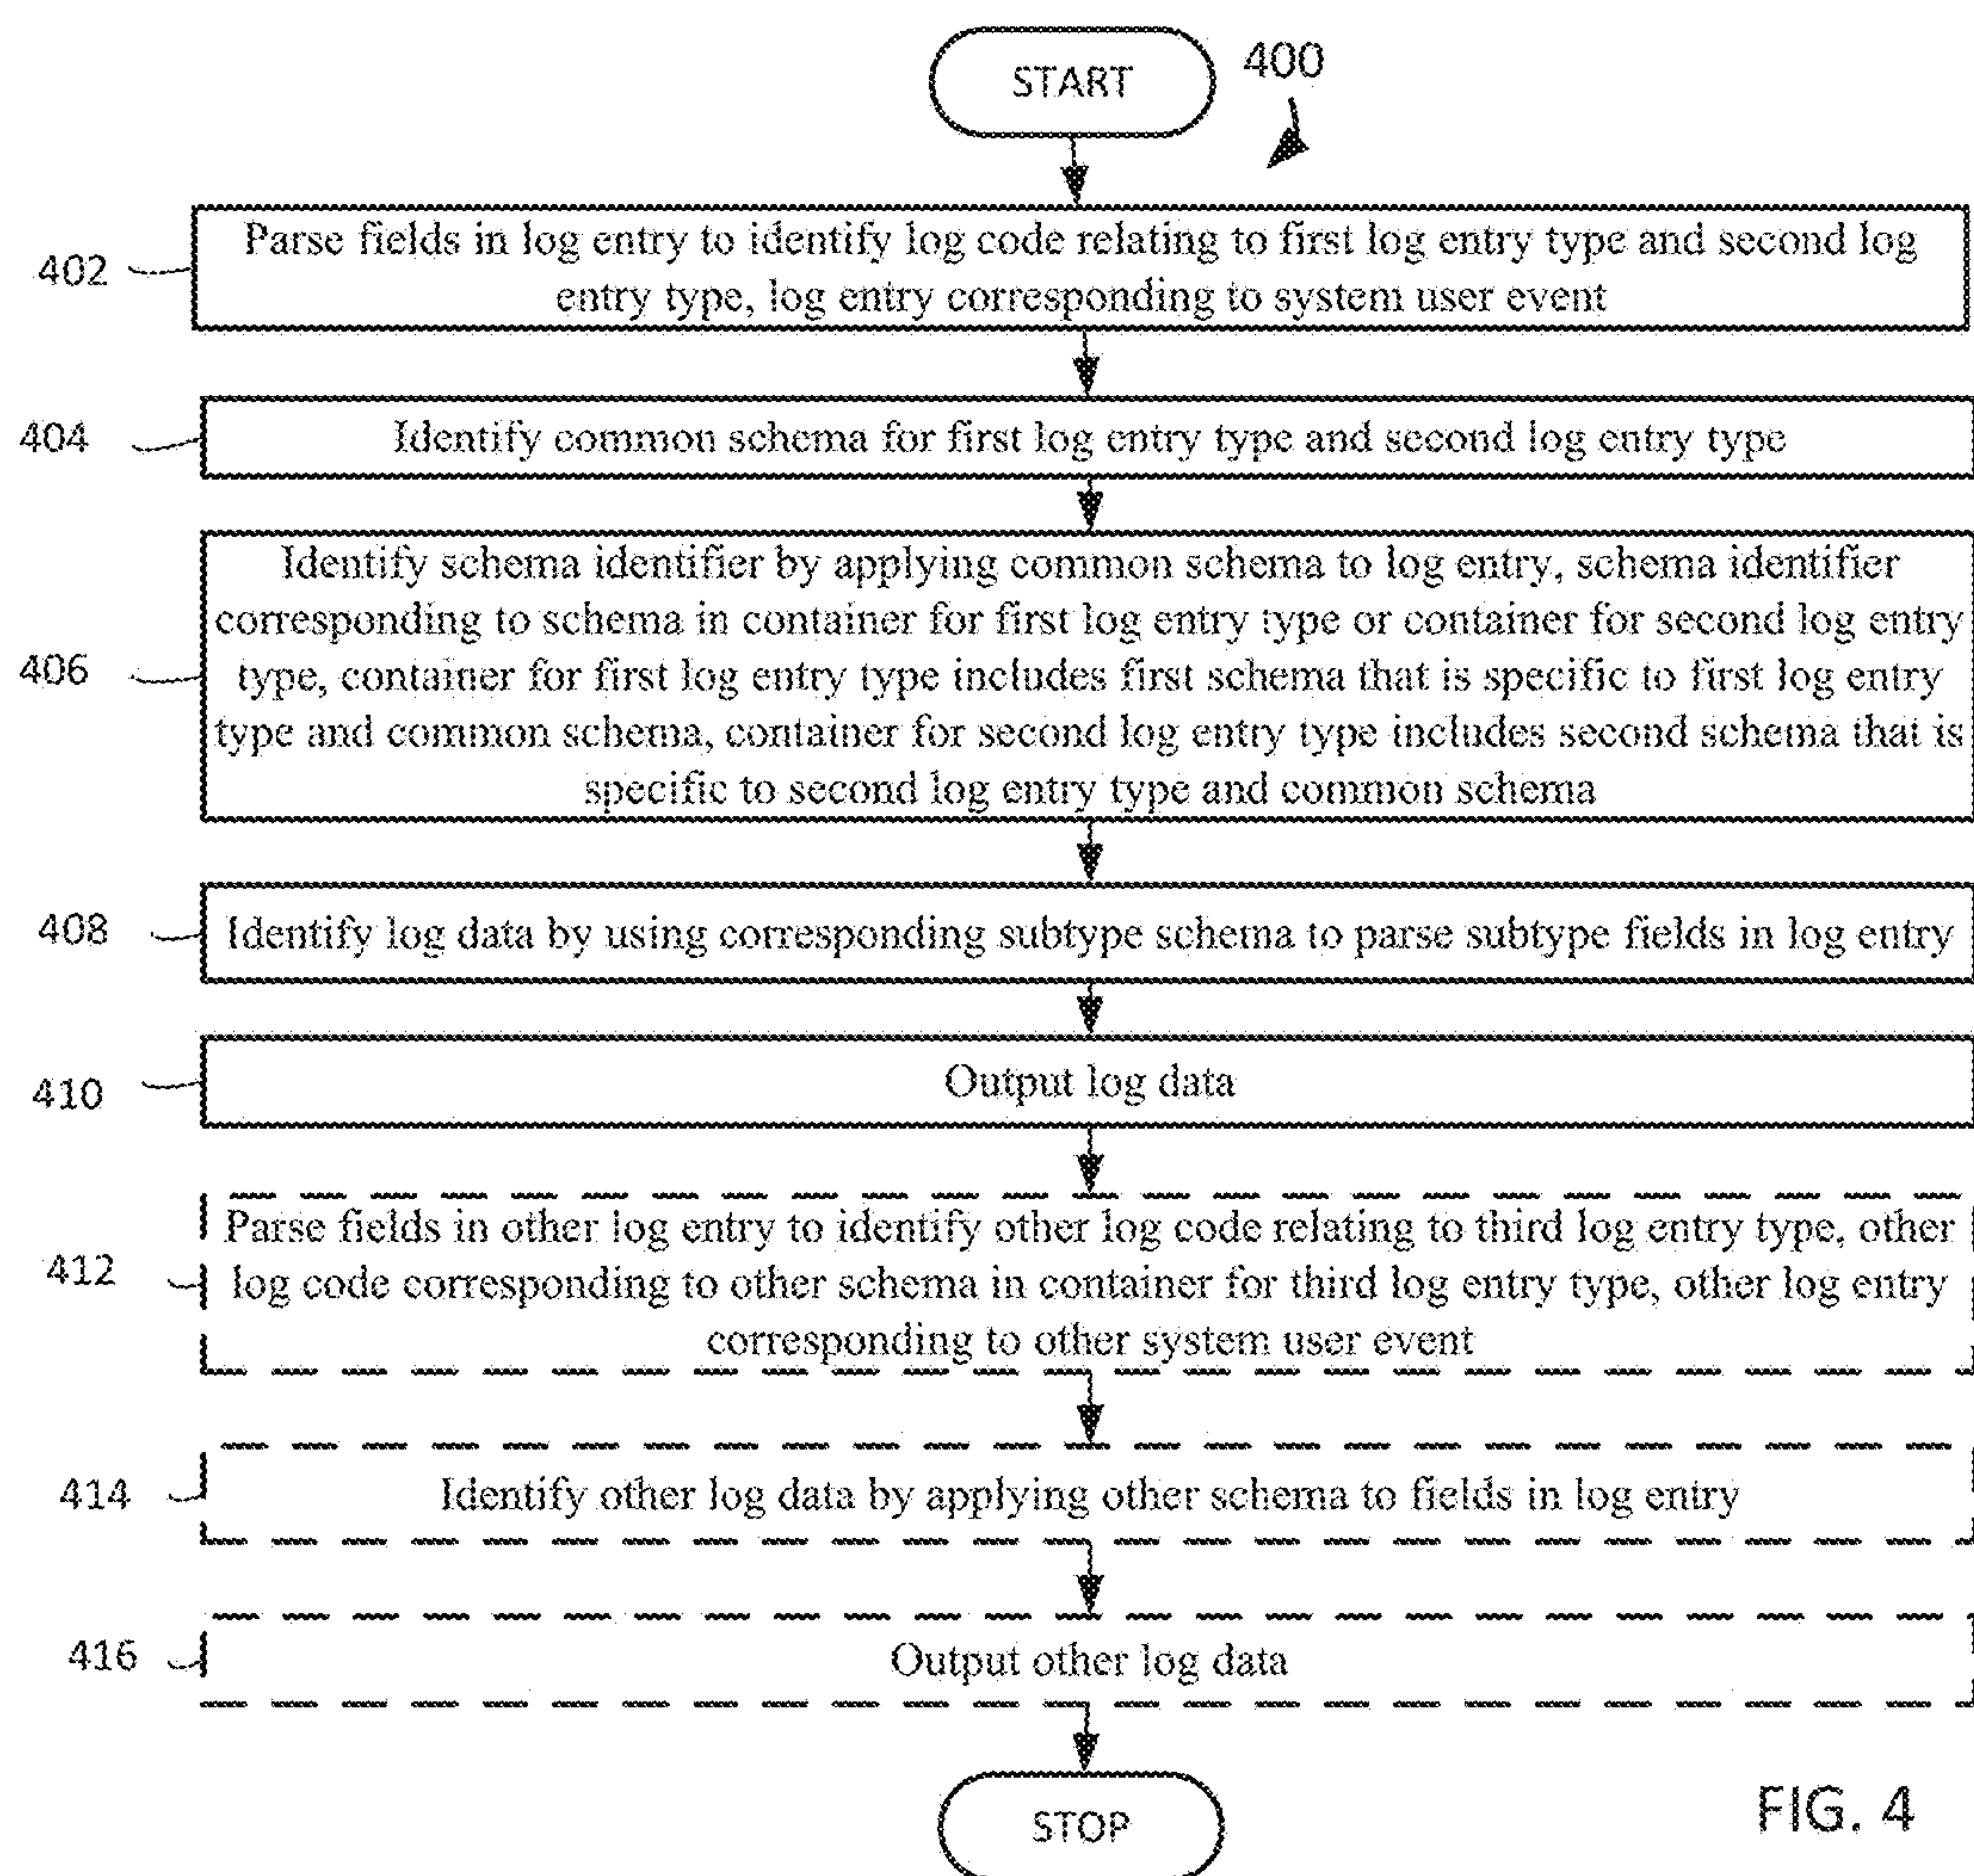 START
400
402
Parse fields in log entry to identify log code relating to first log entry type and second log
entry type, log entry corresponding to system user event
404
Identify common schema for first log entry type and second log entry type
406
Identify schema identifier by applying common schema to log entry, schema identifier
corresponding to schema in container for first log entry type or container for second log entry
type, container for first log entry type includes first schema that is specific to first log entry
type and common schema, container for second log entry type includes second schema that is
specific to second log entry type and common schema
408
Identify log data by using corresponding subtype schema to parse subtype fields in log entry
410
Output log data
412
Parse fields in other log entry to identify other log code relating to third log entry type, other
log code corresponding to other schema in container for third log entry type, other log entry
corresponding to other system user event
414
Identify other log data by applying other schema to fields in log entry
416
Output other log data
STOP
FIG. 4